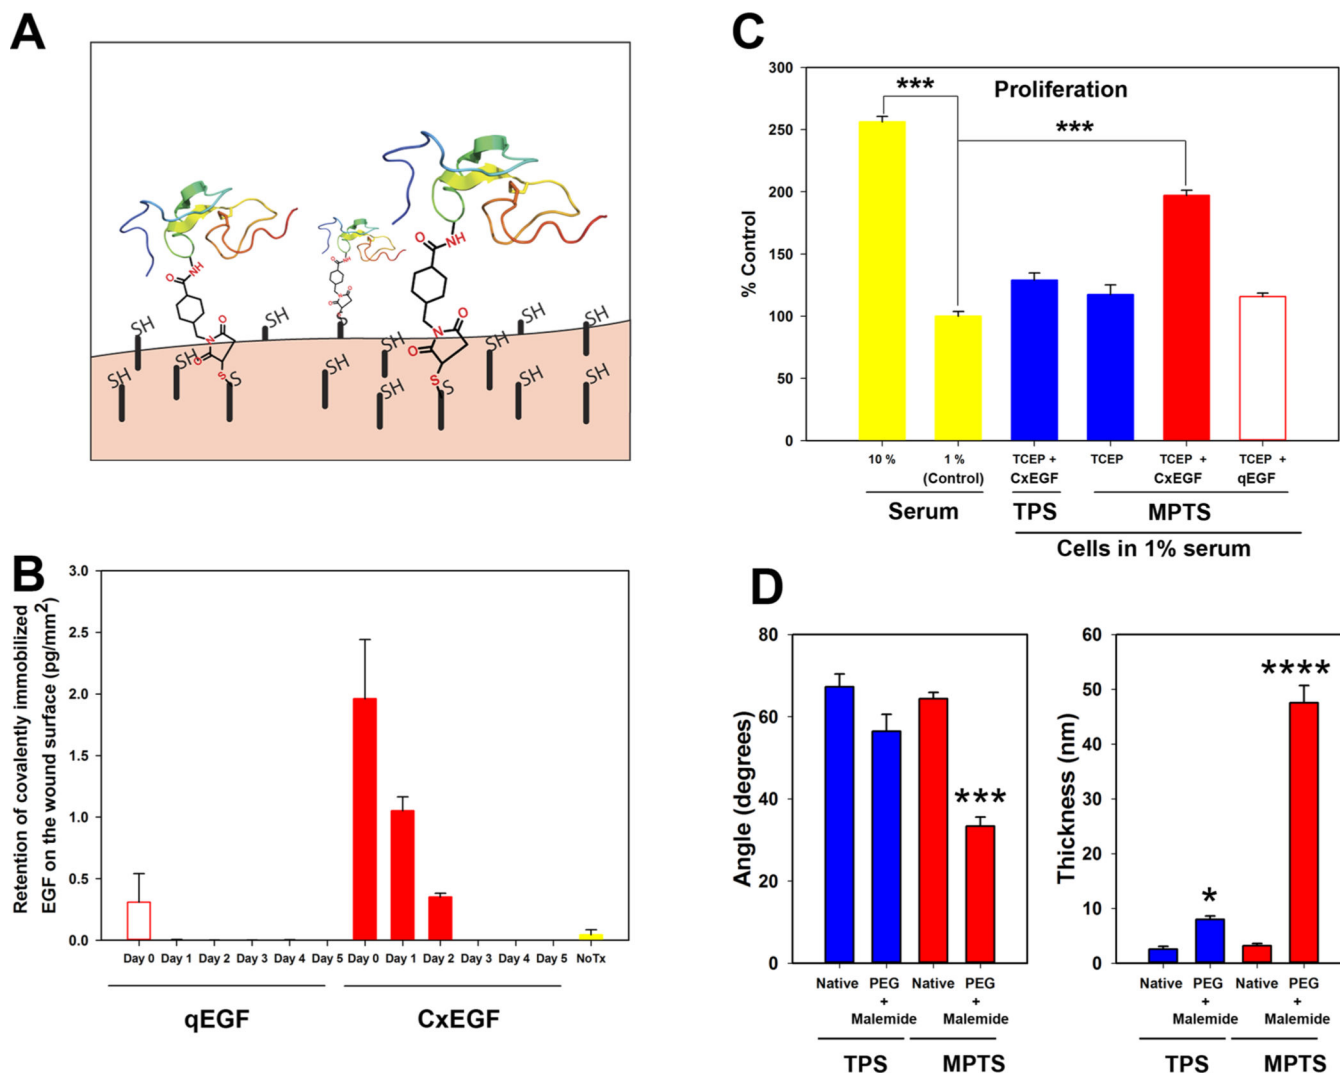 A
O
NH
O
N
O
S
S
SH
SH
SH
SH
O
NH
S
O
NH
O
N
O
S
S
SH
SH
SH
SH
SH
SH
SH
B
Retention of covalently immobilized
EGF on the wound surface (pg/mm2)
3.0
2.5
2.0
1.5
1.0
0.5
0.0
Day 0 Day 1 Day 2 Day 3 Day 4 Day 5 Day 0 Day 1 Day 2 Day 3 Day 4 Day 5 NoTx
qEGF CxEGF
C
Proliferation
***
***
% Control
300
250
200
150
100
50
0
10 % 1 % TCEP + TCEP TCEP + TCEP +
(Control) CxEGF CxEGF qEGF
Serum TPS MPTS
Cells in 1% serum
D
Angle (degrees)
80
60
40
20
0
***
Native PEG Native PEG
+ +
Malemide Malemide
TPS MPTS
Thickness (nm)
60
50
40
30
20
10
0
*
****
Native PEG Native PEG
+ +
Malemide Malemide
TPS MPTS